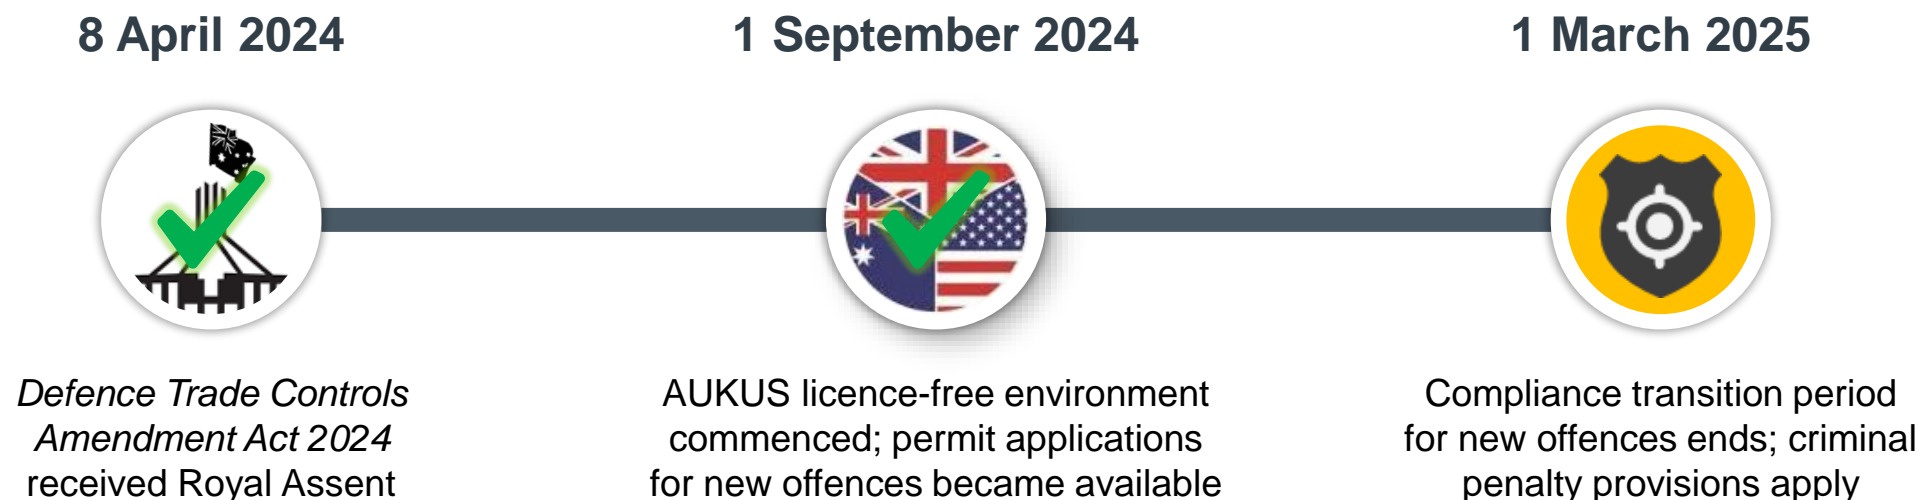 8 April 2024
1 September 2024
1 March 2025
Defence Trade Controls
Amendment Act 2024
received Royal Assent
AUKUS licence-free environment
commenced; permit applications
for new offences became available
Compliance transition period
for new offences ends; criminal
penalty provisions apply